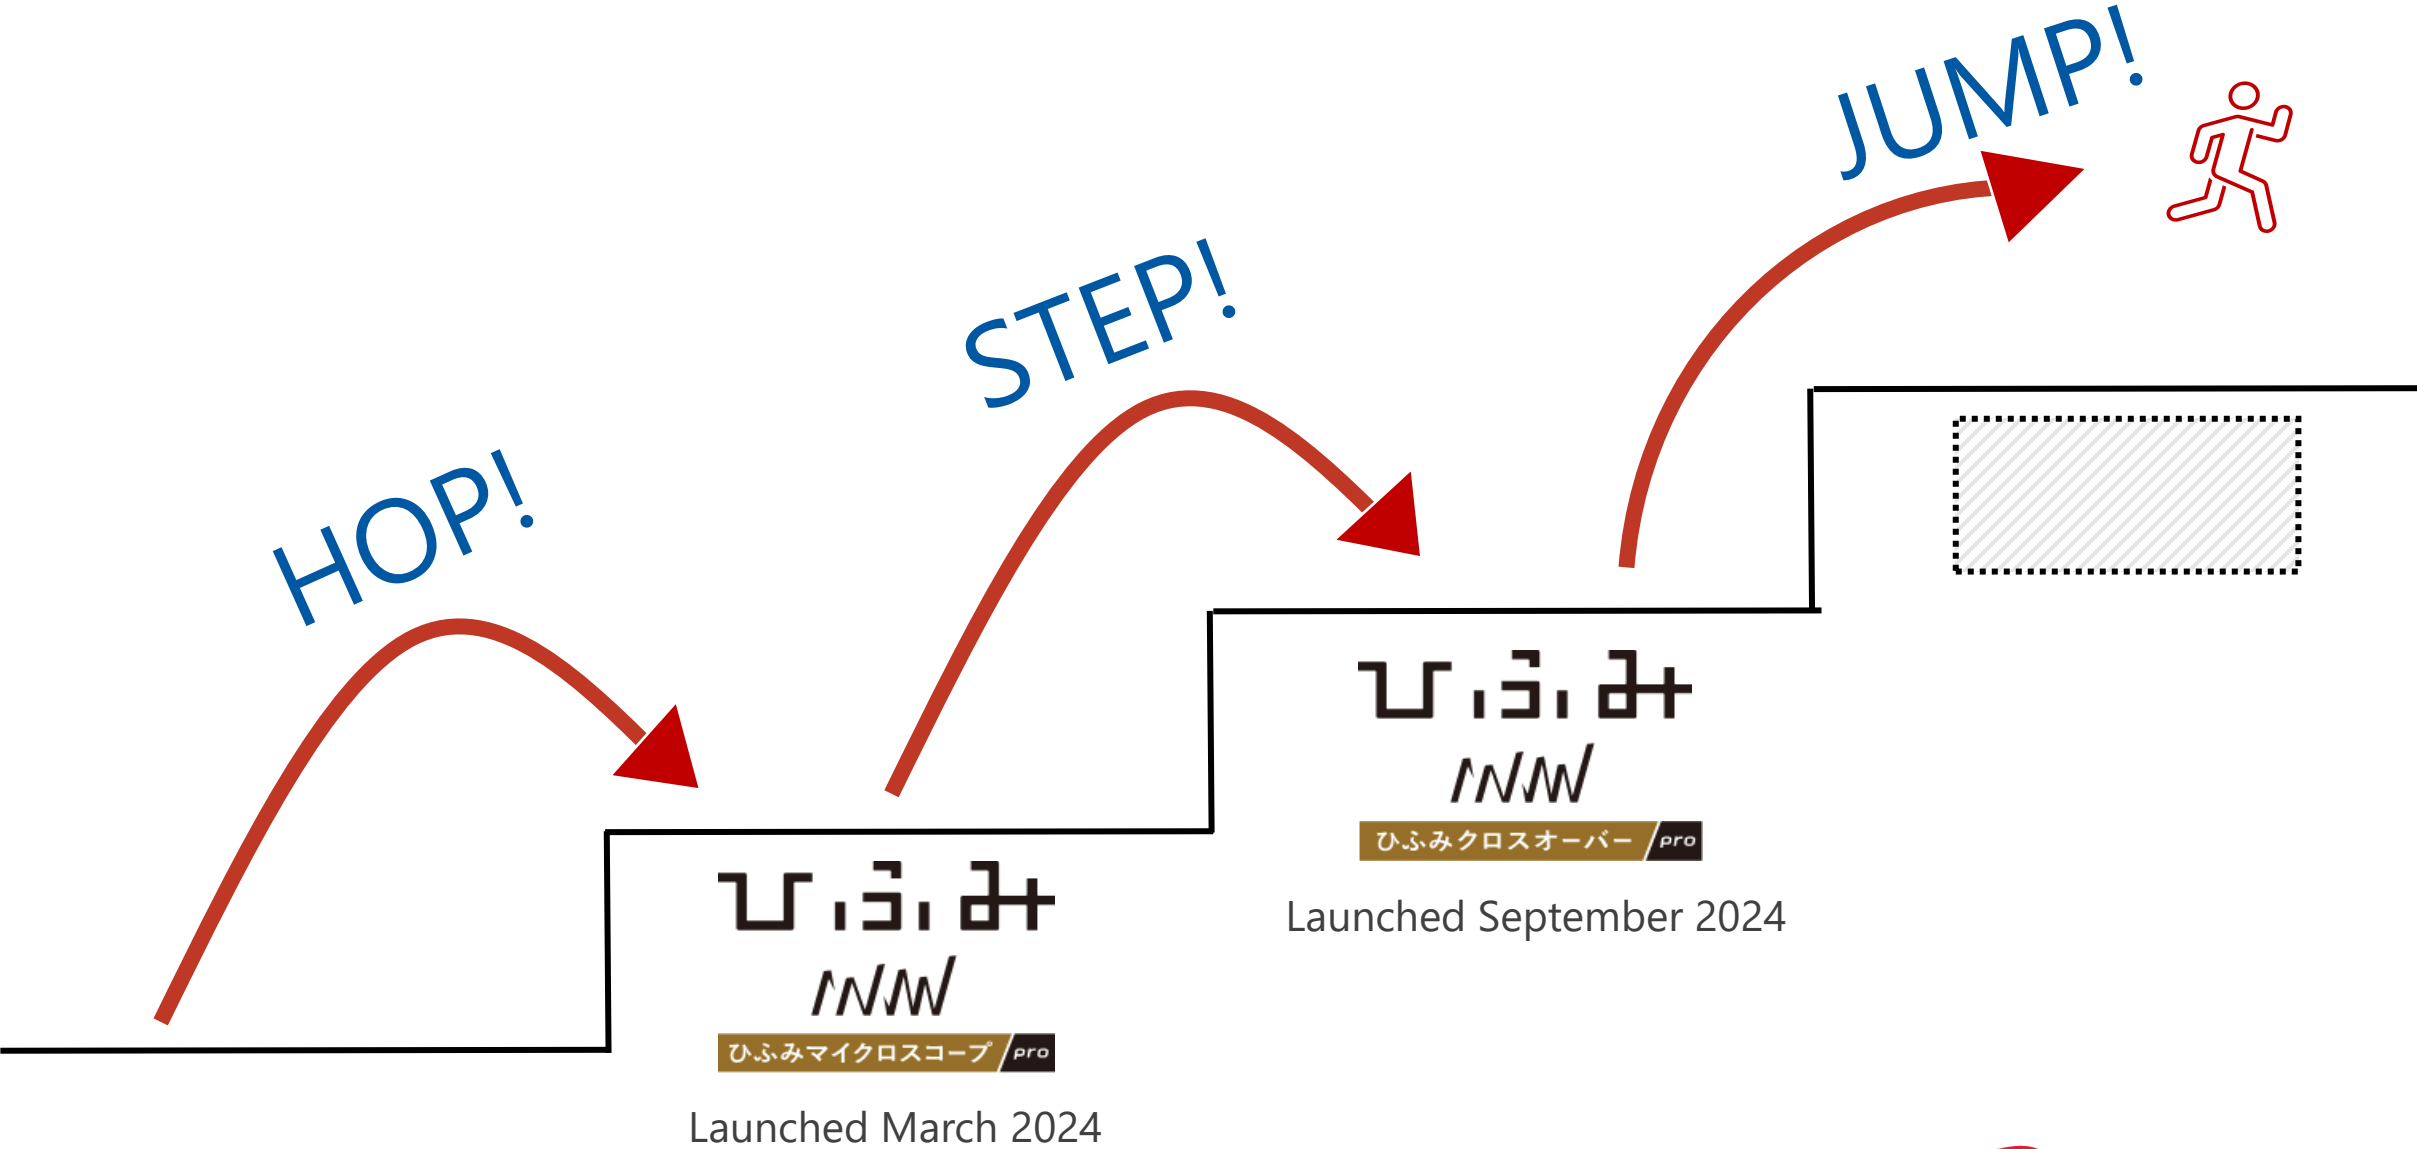 HOP!
STEP!
JUMP!
ひふみ
ひふみマイクロスコープ pro
Launched March 2024
ひふみ
ひふみクロスオーバー pro
Launched September 2024